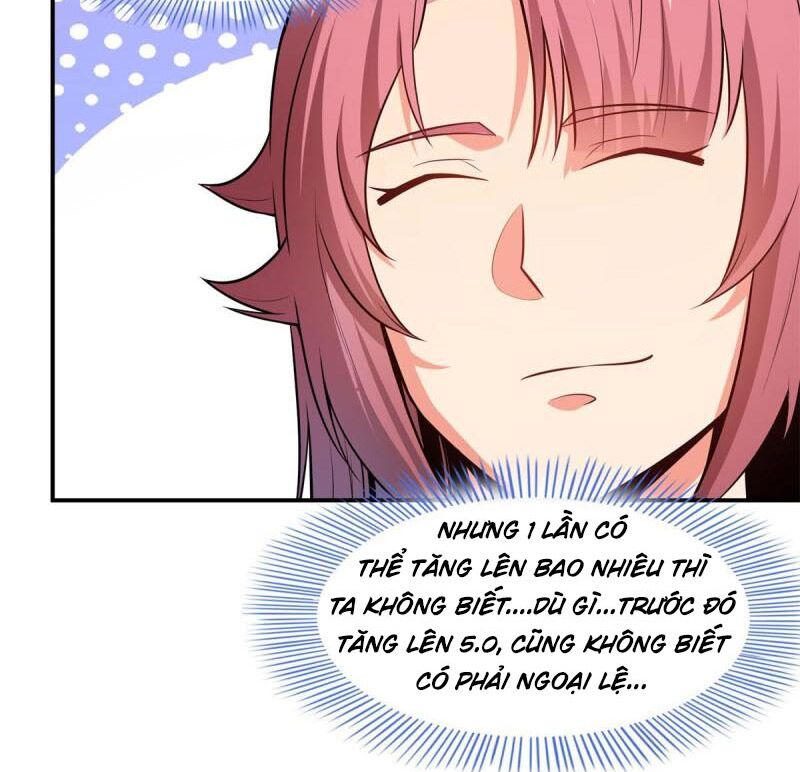 NHƯNG 1 LẦN CÓ
THỂ TĂNG LÊN BAO NHIÊU THÌ
TA KHÔNG BIẾT....DÙ GÌ...TRƯỚC ĐÓ
TĂNG LÊN 5.0, CŨNG KHÔNG BIẾT
CÓ PHẢI NGOẠI LỆ...